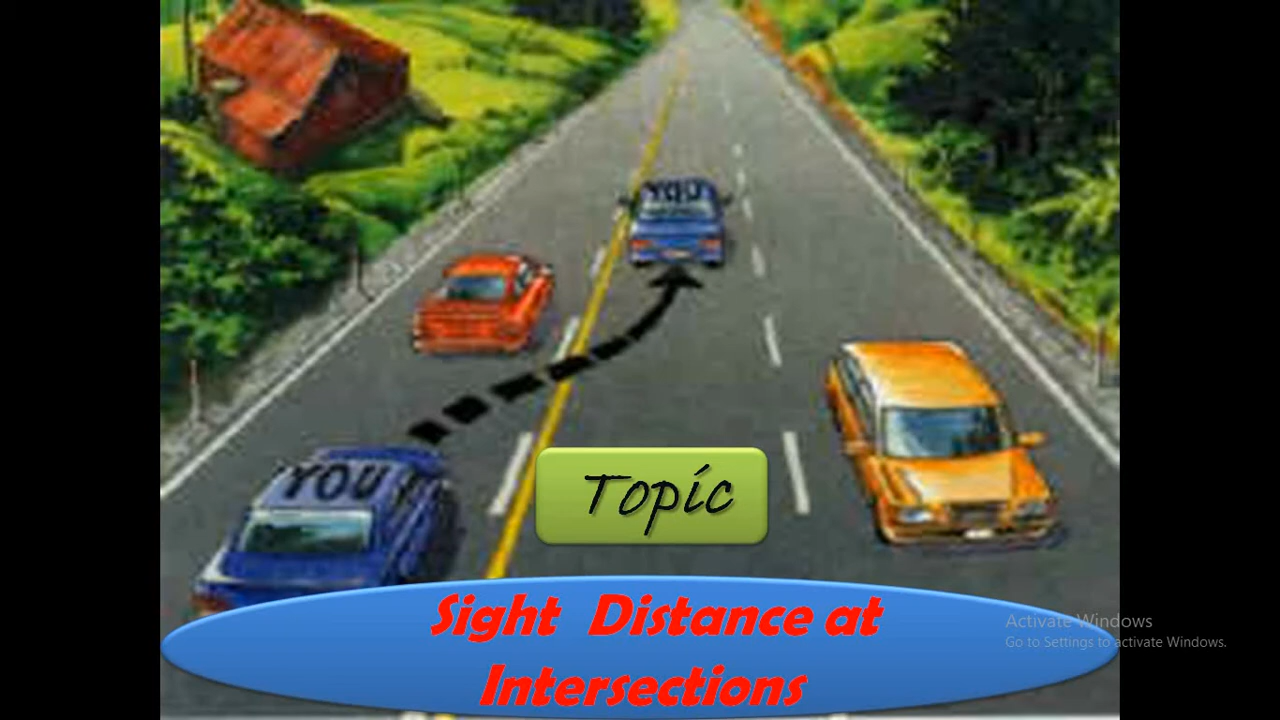 YOU
YOU
Topic
Sight Distance at
Intersections
Activate Windows
Go to Settings to activate Windows.